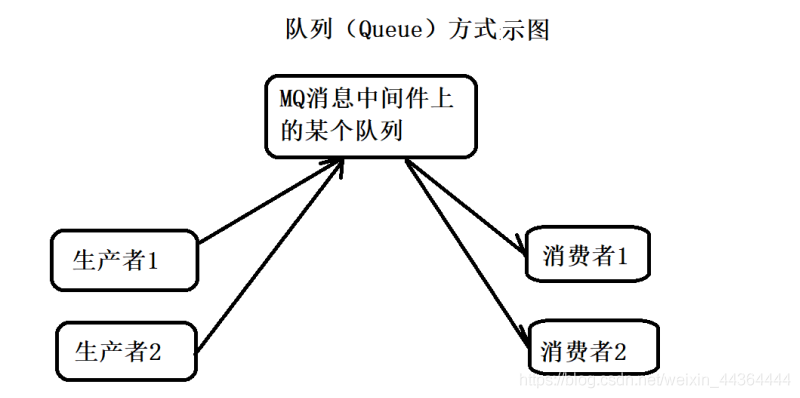 队列（Queue）方式示图
MQ消息中间件上
的某个队列
生产者1
消费者1
生产者2
消费者2
https://blog.csdn.net/weixin_44364444